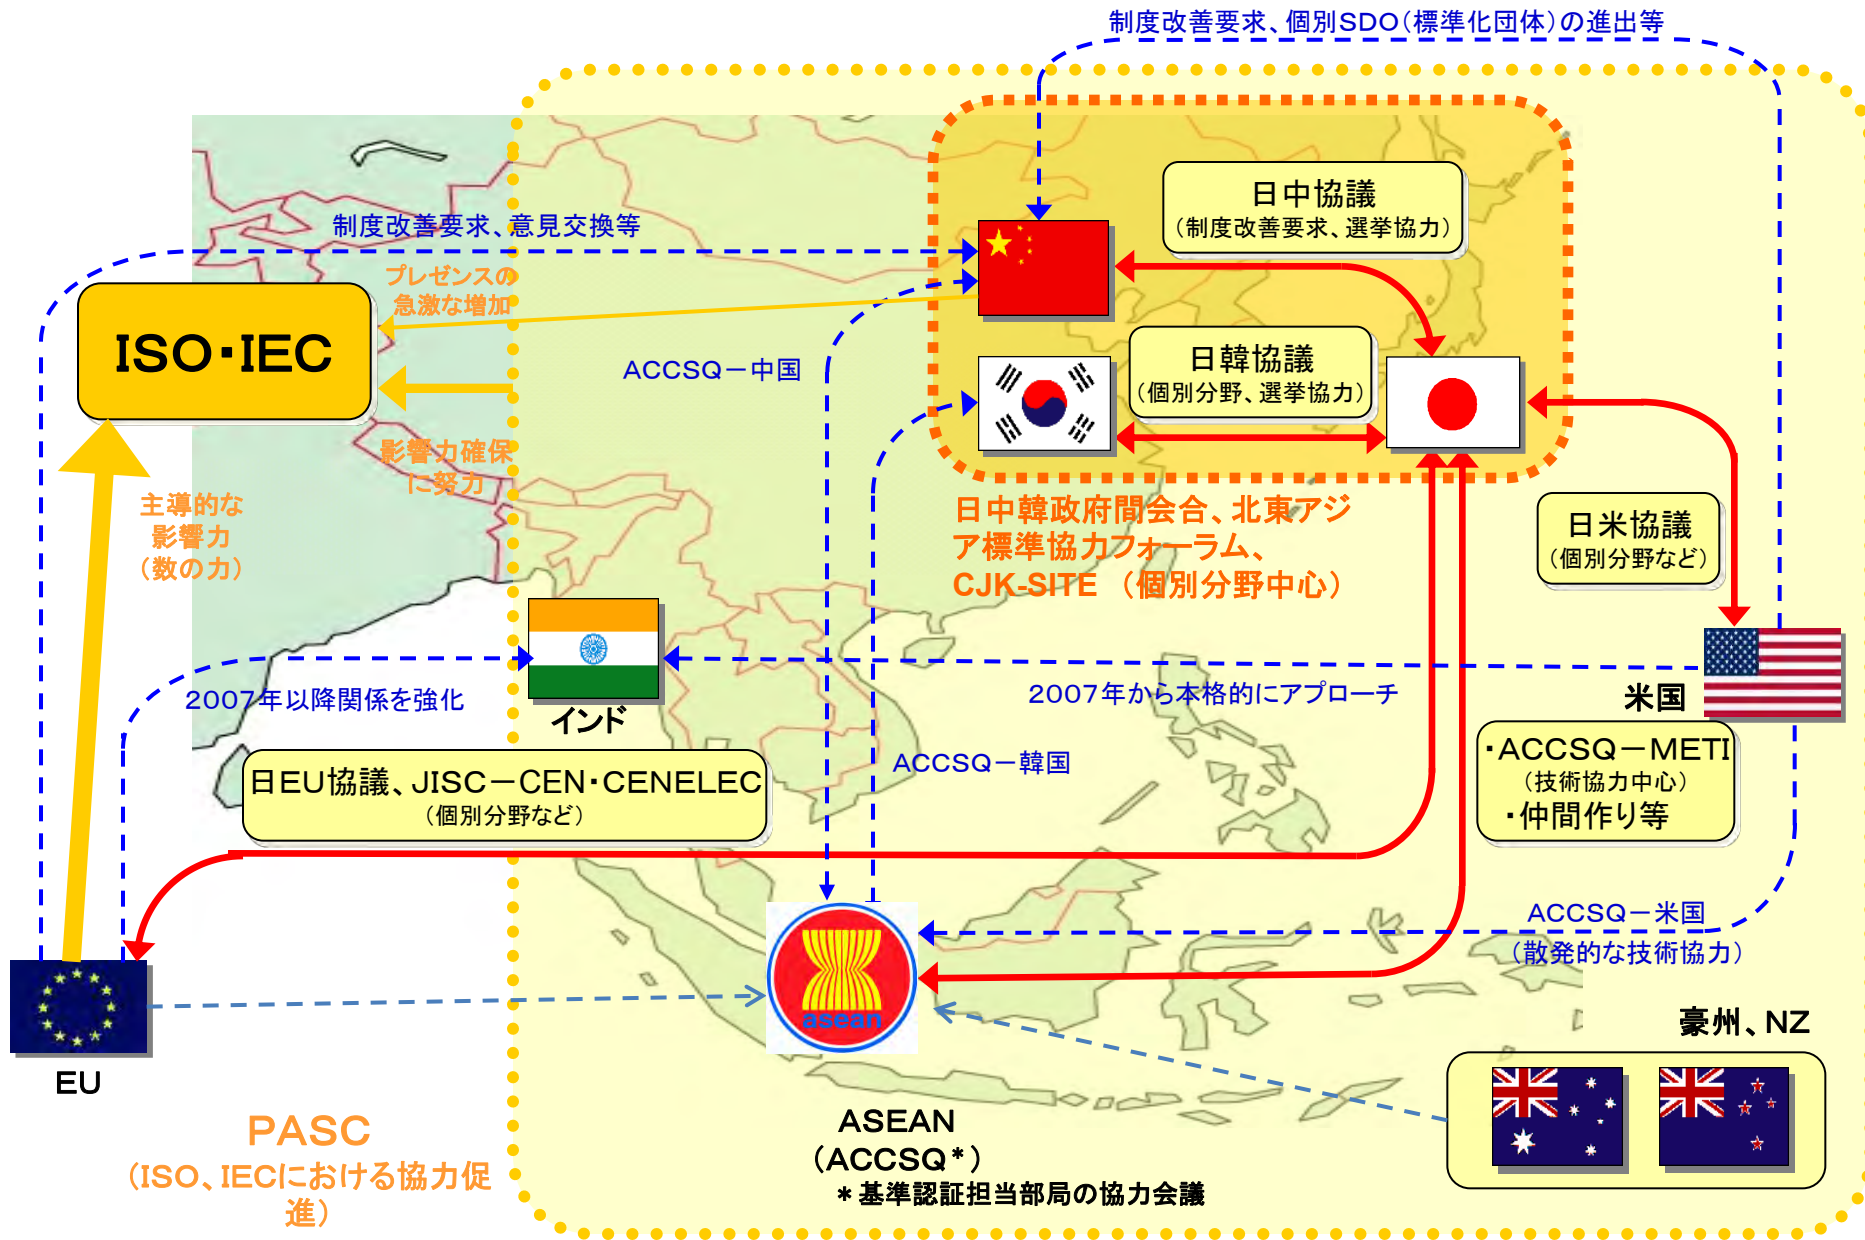 制度改善要求、個別SDO（標準化団体）の進出等
日中協議
（制度改善要求、選挙協力）
制度改善要求、意見交換等
プレゼンスの
急激な増加
ISO・IEC
ACCSQ－中国
日韓協議
（個別分野、選挙協力）
影響力確保
に努力
主導的な
影響力
（数の力）
日中韓政府間会合、北東アジ
ア標準協力フォーラム、
CJK-SITE （個別分野中心）
日米協議
（個別分野など）
2007年以降関係を強化
インド
2007年から本格的にアプローチ
米国
ACCSQ－韓国
・ACCSQ－METI
（技術協力中心）
・仲間作り等
日EU協議、JISC－CEN・CENELEC
（個別分野など）
ACCSQ－米国
（散発的な技術協力）
asean
豪州、NZ
EU
PASC
（ISO、IECにおける協力促
進）
ASEAN
（ACCSQ*）
＊基準認証担当部局の協力会議